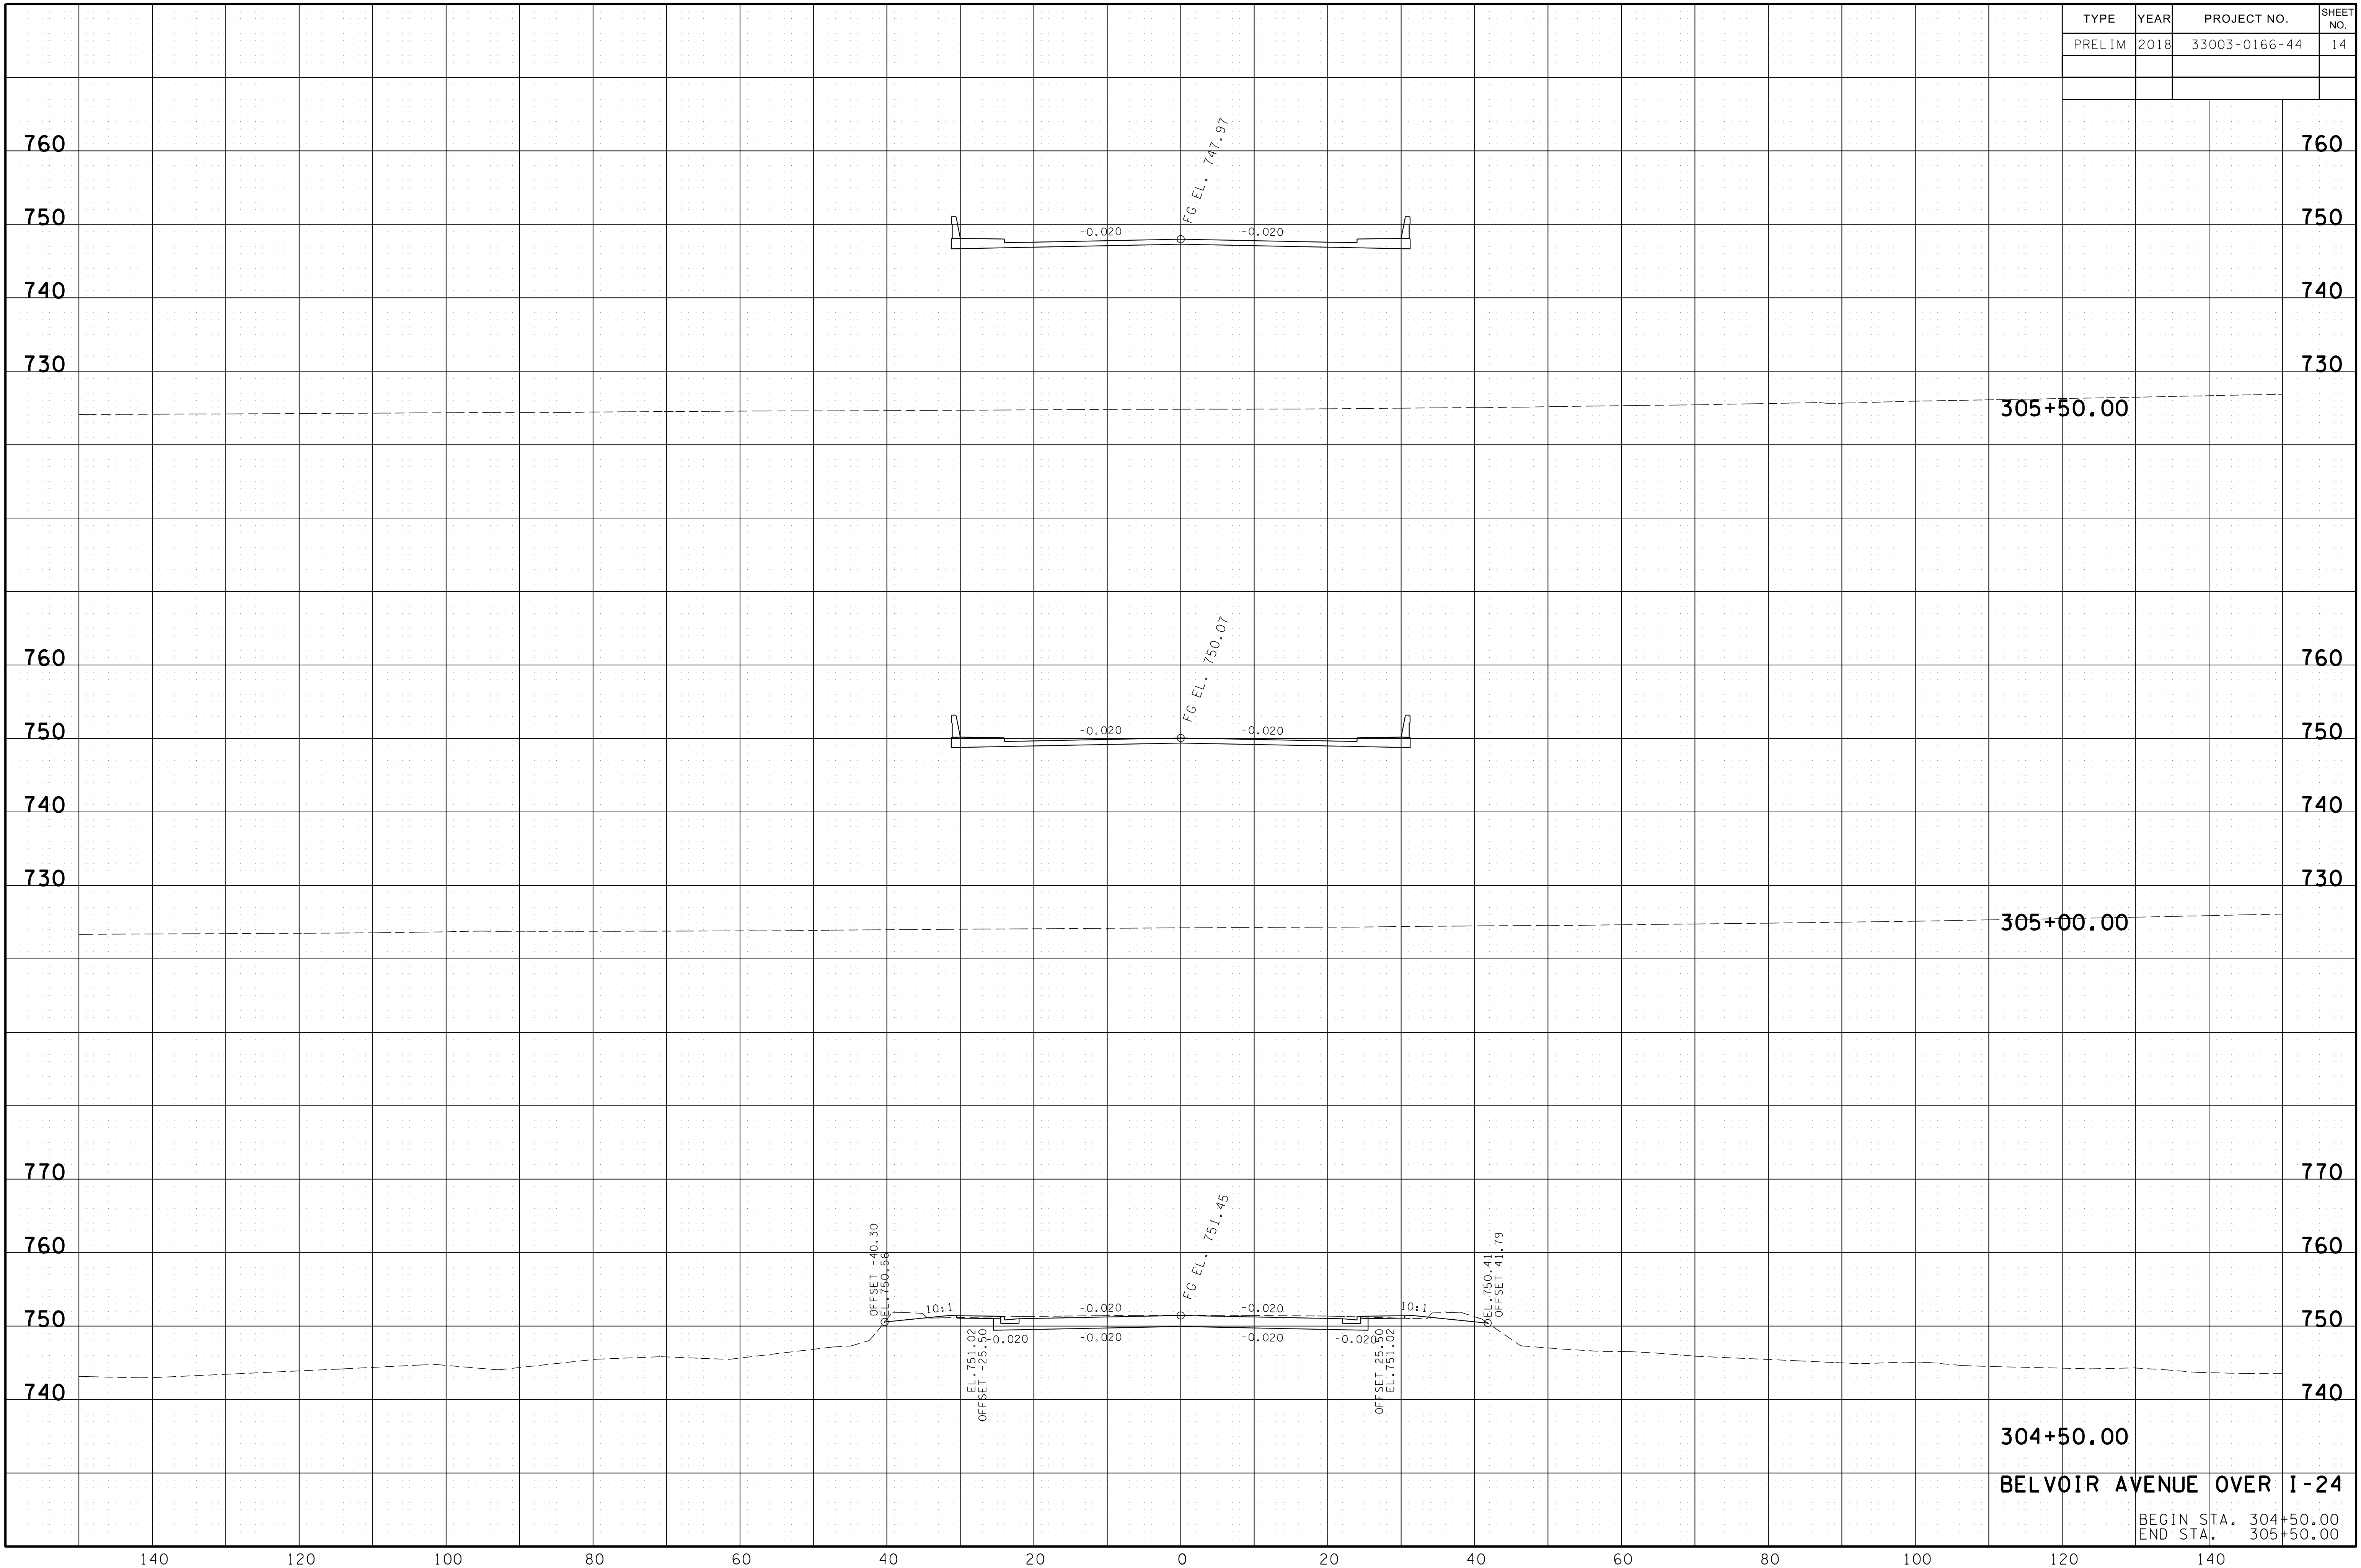 TYPE YEAR PROJECT NO. SHEET NO.
PRELIM 2018 33003-0166-44 14
FG EL. 747.97
760 760
750 750
-0.020 -0.020
740 740
730 730
305+50.00
FG EL. 750.07
760 760
750 750
-0.020 -0.020
740 740
730 730
305+00.00
770 770
FG EL. 751.45
760 760
OFFSET -40.30
EL.750.56
EL.750.41
OFFSET 41.79
10:1 -0.020 -0.020 10:1
750 750
-0.020 -0.020 -0.020 -0.020
EL.751.02
OFFSET -25.50
OFFSET 25.50
EL.751.02
740 740
304+50.00
BELVOIR AVENUE OVER I-24
BEGIN STA. 304+50.00
END STA. 305+50.00
140 120 100 80 60 40 20 0 20 40 60 80 100 120 140